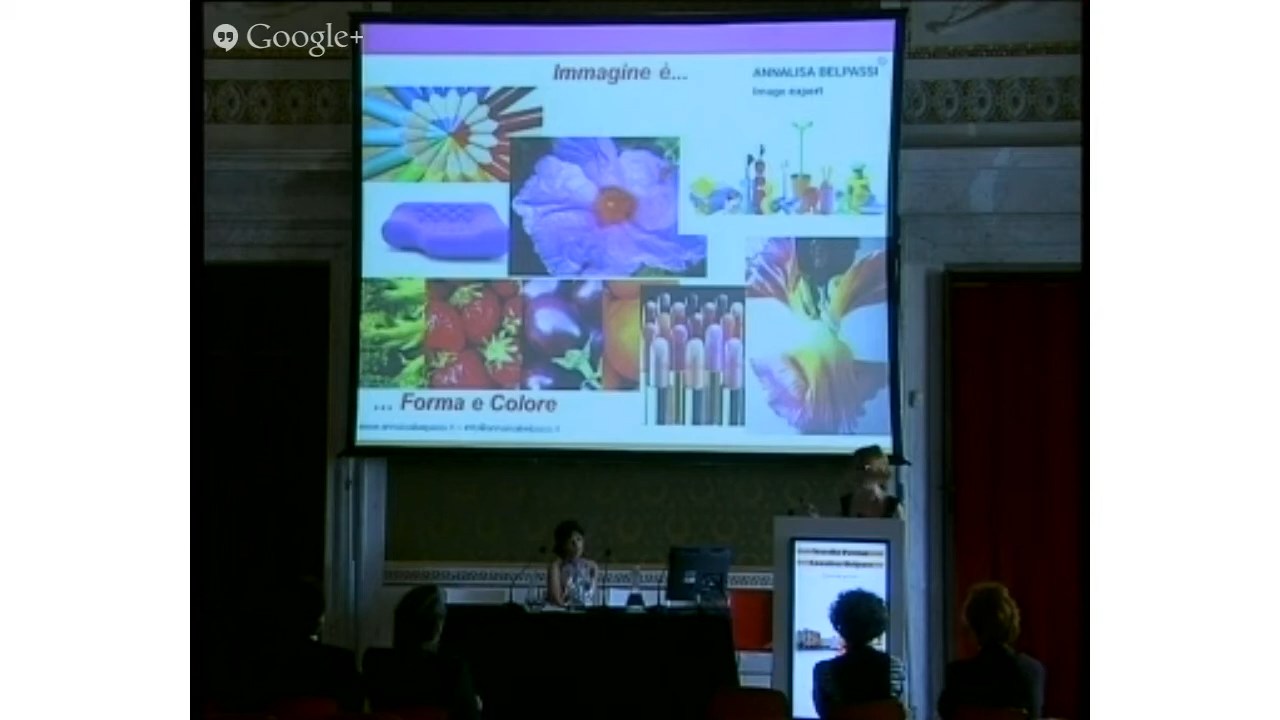 Google+
Immagine è...
ANNALISA BELPASSI
Image expert
... Forma e Colore